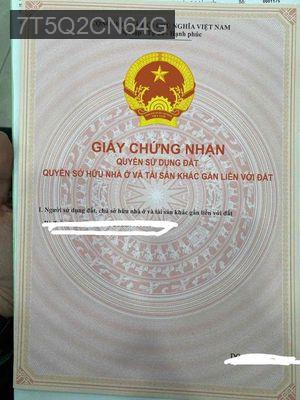 7T5Q2CN64G
NGHĨA VIỆT NAM
Hạnh phúc
GIẤY CHỨNG NHẬN
QUYỀN SỬ DỤNG ĐẤT
QUYỀN SỞ HỮU NHÀ Ở VÀ TÀI SẢN KHÁC GẮN LIỀN VỚI ĐẤT
I. Người sử dụng đất, chủ sở hữu nhà ở và tài sản khác gắn liền với đất